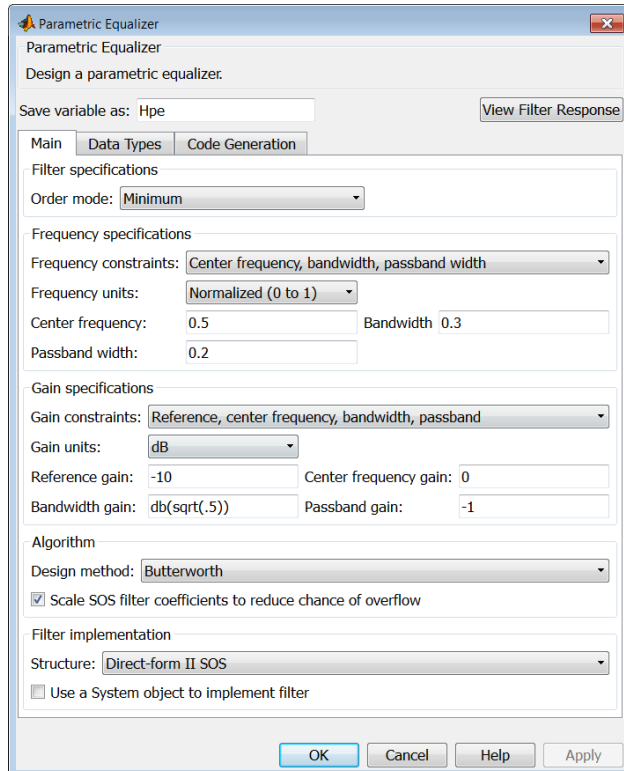 Parametric Equalizer
Parametric Equalizer
Design a parametric equalizer.
Save variable as: Hpe View Filter Response
Main Data Types Code Generation
Filter specifications
Order mode: Minimum
Frequency specifications
Frequency constraints: Center frequency, bandwidth, passband width
Frequency units: Normalized (0 to 1)
Center frequency: 0.5 Bandwidth 0.3
Passband width: 0.2
Gain specifications
Gain constraints: Reference, center frequency, bandwidth, passband
Gain units: dB
Reference gain: -10 Center frequency gain: 0
Bandwidth gain: db(sqrt(.5)) Passband gain: -1
Algorithm
Design method: Butterworth
Scale SOS filter coefficients to reduce chance of overflow
Filter implementation
Structure: Direct-form II SOS
Use a System object to implement filter
OK Cancel Help Apply